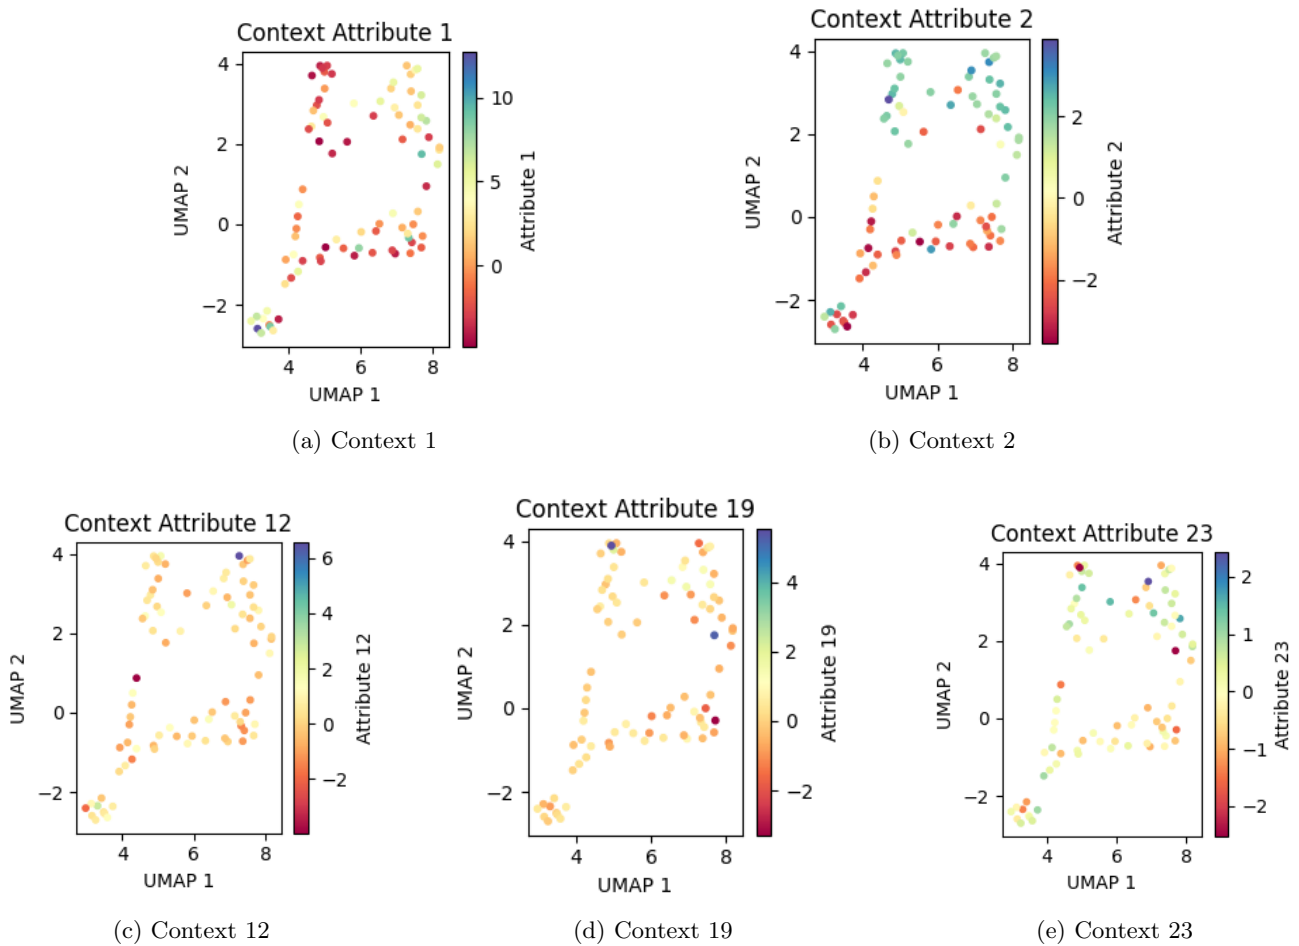 Context Attribute 1
4
2
0
−2
4
6
8
UMAP 1
UMAP 2
10
5
0
Attribute 1
(a) Context 1
Context Attribute 2
4
2
0
−2
4
6
8
UMAP 1
UMAP 2
2
0
−2
Attribute 2
(b) Context 2
Context Attribute 12
4
2
0
−2
4
6
8
UMAP 1
UMAP 2
6
4
2
0
−2
Attribute 12
(c) Context 12
Context Attribute 19
4
2
0
−2
4
6
8
UMAP 1
UMAP 2
4
2
0
−2
Attribute 19
(d) Context 19
Context Attribute 23
4
2
0
−2
4
6
8
UMAP 1
UMAP 2
2
1
0
−1
−2
Attribute 23
(e) Context 23